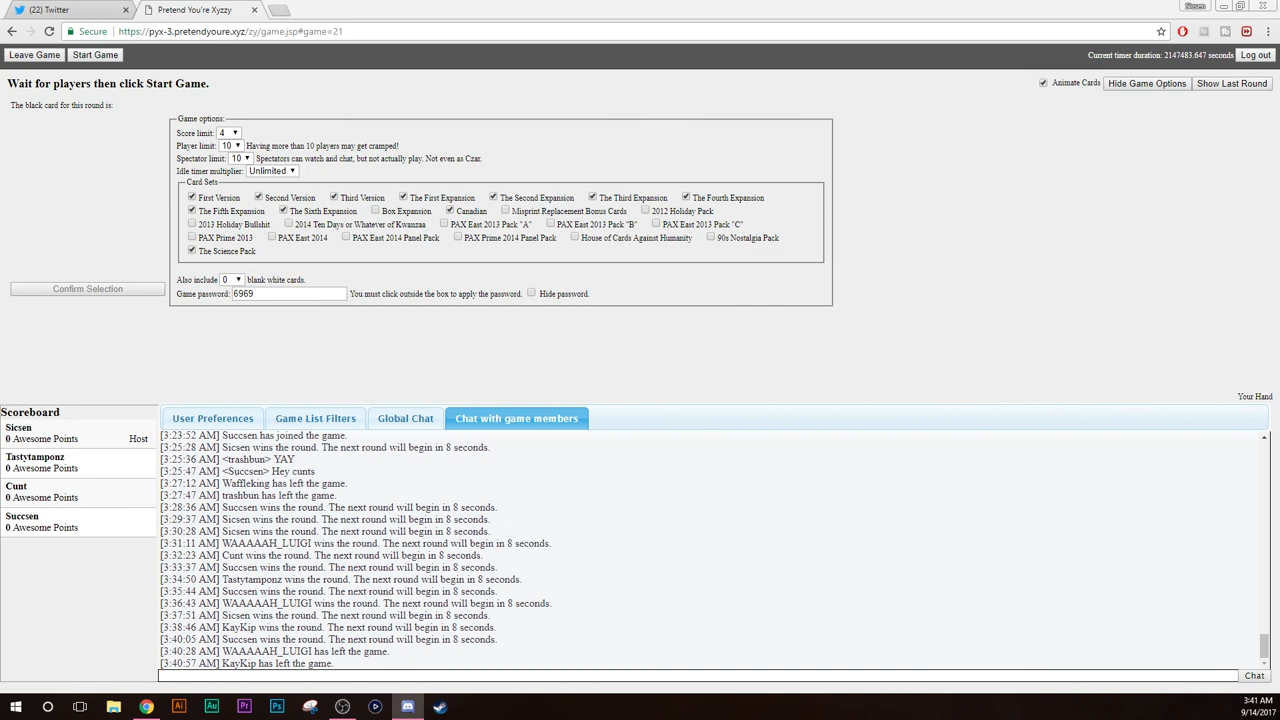 (22) Twitter
Pretend You're Xyzzy
Sicsen
Secure
https://pyx-3.pretendyoure.xyz/zy/game.jsp#game=21
Leave Game
Start Game
Current timer duration: 2147483.647 seconds
Log out
Wait for players then click Start Game.
Animate Cards
Hide Game Options
Show Last Round
The black card for this round is:
Game options:
Score limit: 4
Player limit: 10 Having more than 10 players may get cramped!
Spectator limit: 10 Spectators can watch and chat, but not actually play. Not even as Czar.
Idle timer multiplier: Unlimited
Card Sets
First Version Second Version Third Version The First Expansion The Second Expansion The Third Expansion The Fourth Expansion
The Fifth Expansion The Sixth Expansion Box Expansion Canadian Misprint Replacement Bonus Cards 2012 Holiday Pack
2013 Holiday Bullshit 2014 Ten Days or Whatever of Kwanzaa PAX East 2013 Pack "A" PAX East 2013 Pack "B" PAX East 2013 Pack "C"
PAX Prime 2013 PAX East 2014 PAX East 2014 Panel Pack PAX Prime 2014 Panel Pack House of Cards Against Humanity 90s Nostalgia Pack
The Science Pack
Also include 0 blank white cards.
Confirm Selection
Game password: 6969 You must click outside the box to apply the password. Hide password.
Your Hand
Scoreboard
Sicsen
0 Awesome Points Host
Tastytamponz
0 Awesome Points
Cunt
0 Awesome Points
Succsen
0 Awesome Points
User Preferences
Game List Filters
Global Chat
Chat with game members
[3:23:52 AM] Succsen has joined the game.
[3:25:28 AM] Sicsen wins the round. The next round will begin in 8 seconds.
[3:25:36 AM] <trashbun> YAY
[3:25:47 AM] <Succsen> Hey cunts
[3:27:12 AM] Waffleking has left the game.
[3:27:47 AM] trashbun has left the game.
[3:28:36 AM] Succsen wins the round. The next round will begin in 8 seconds.
[3:29:37 AM] Sicsen wins the round. The next round will begin in 8 seconds.
[3:30:28 AM] Sicsen wins the round. The next round will begin in 8 seconds.
[3:31:11 AM] WAAAAAH_LUIGI wins the round. The next round will begin in 8 seconds.
[3:32:23 AM] Cunt wins the round. The next round will begin in 8 seconds.
[3:33:37 AM] Succsen wins the round. The next round will begin in 8 seconds.
[3:34:50 AM] Tastytamponz wins the round. The next round will begin in 8 seconds.
[3:35:44 AM] Succsen wins the round. The next round will begin in 8 seconds.
[3:36:43 AM] WAAAAAH_LUIGI wins the round. The next round will begin in 8 seconds.
[3:37:51 AM] Sicsen wins the round. The next round will begin in 8 seconds.
[3:38:46 AM] KayKip wins the round. The next round will begin in 8 seconds.
[3:40:05 AM] Succsen wins the round. The next round will begin in 8 seconds.
[3:40:28 AM] WAAAAAH_LUIGI has left the game.
[3:40:57 AM] KayKip has left the game.
Chat
Ai
Au
Pr
Ps
3:41 AM
9/14/2017